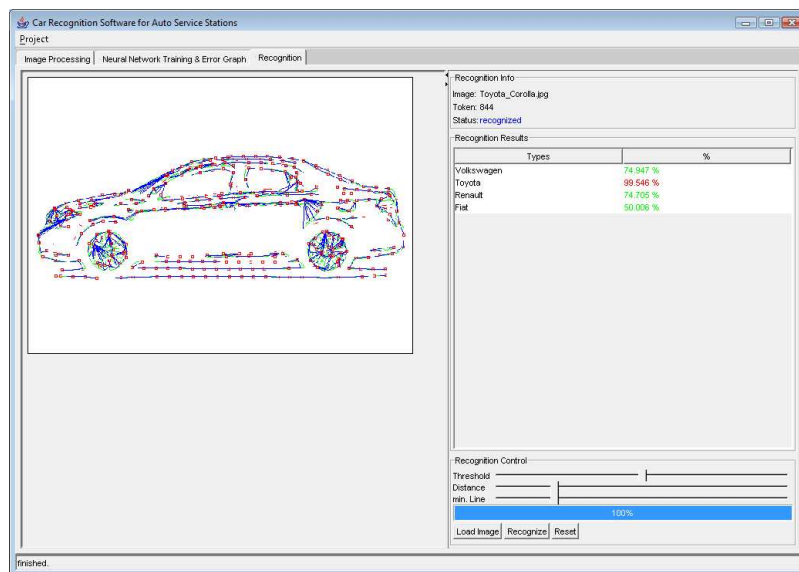 Car Recognition Software for Auto Service Stations
Project
Image Processing Neural Network Training & Error Graph Recognition
Recognition Info
Image: Toyota_Corolla.jpg
Token: 844
Status: recognized
Recognition Results
Types %
Volkswagen 74.947 %
Toyota 99.546 %
Renault 74.705 %
Fiat 50.006 %
Recognition Control
Threshold
Distance
min. Line
100%
Load Image Recognize Reset
finished.